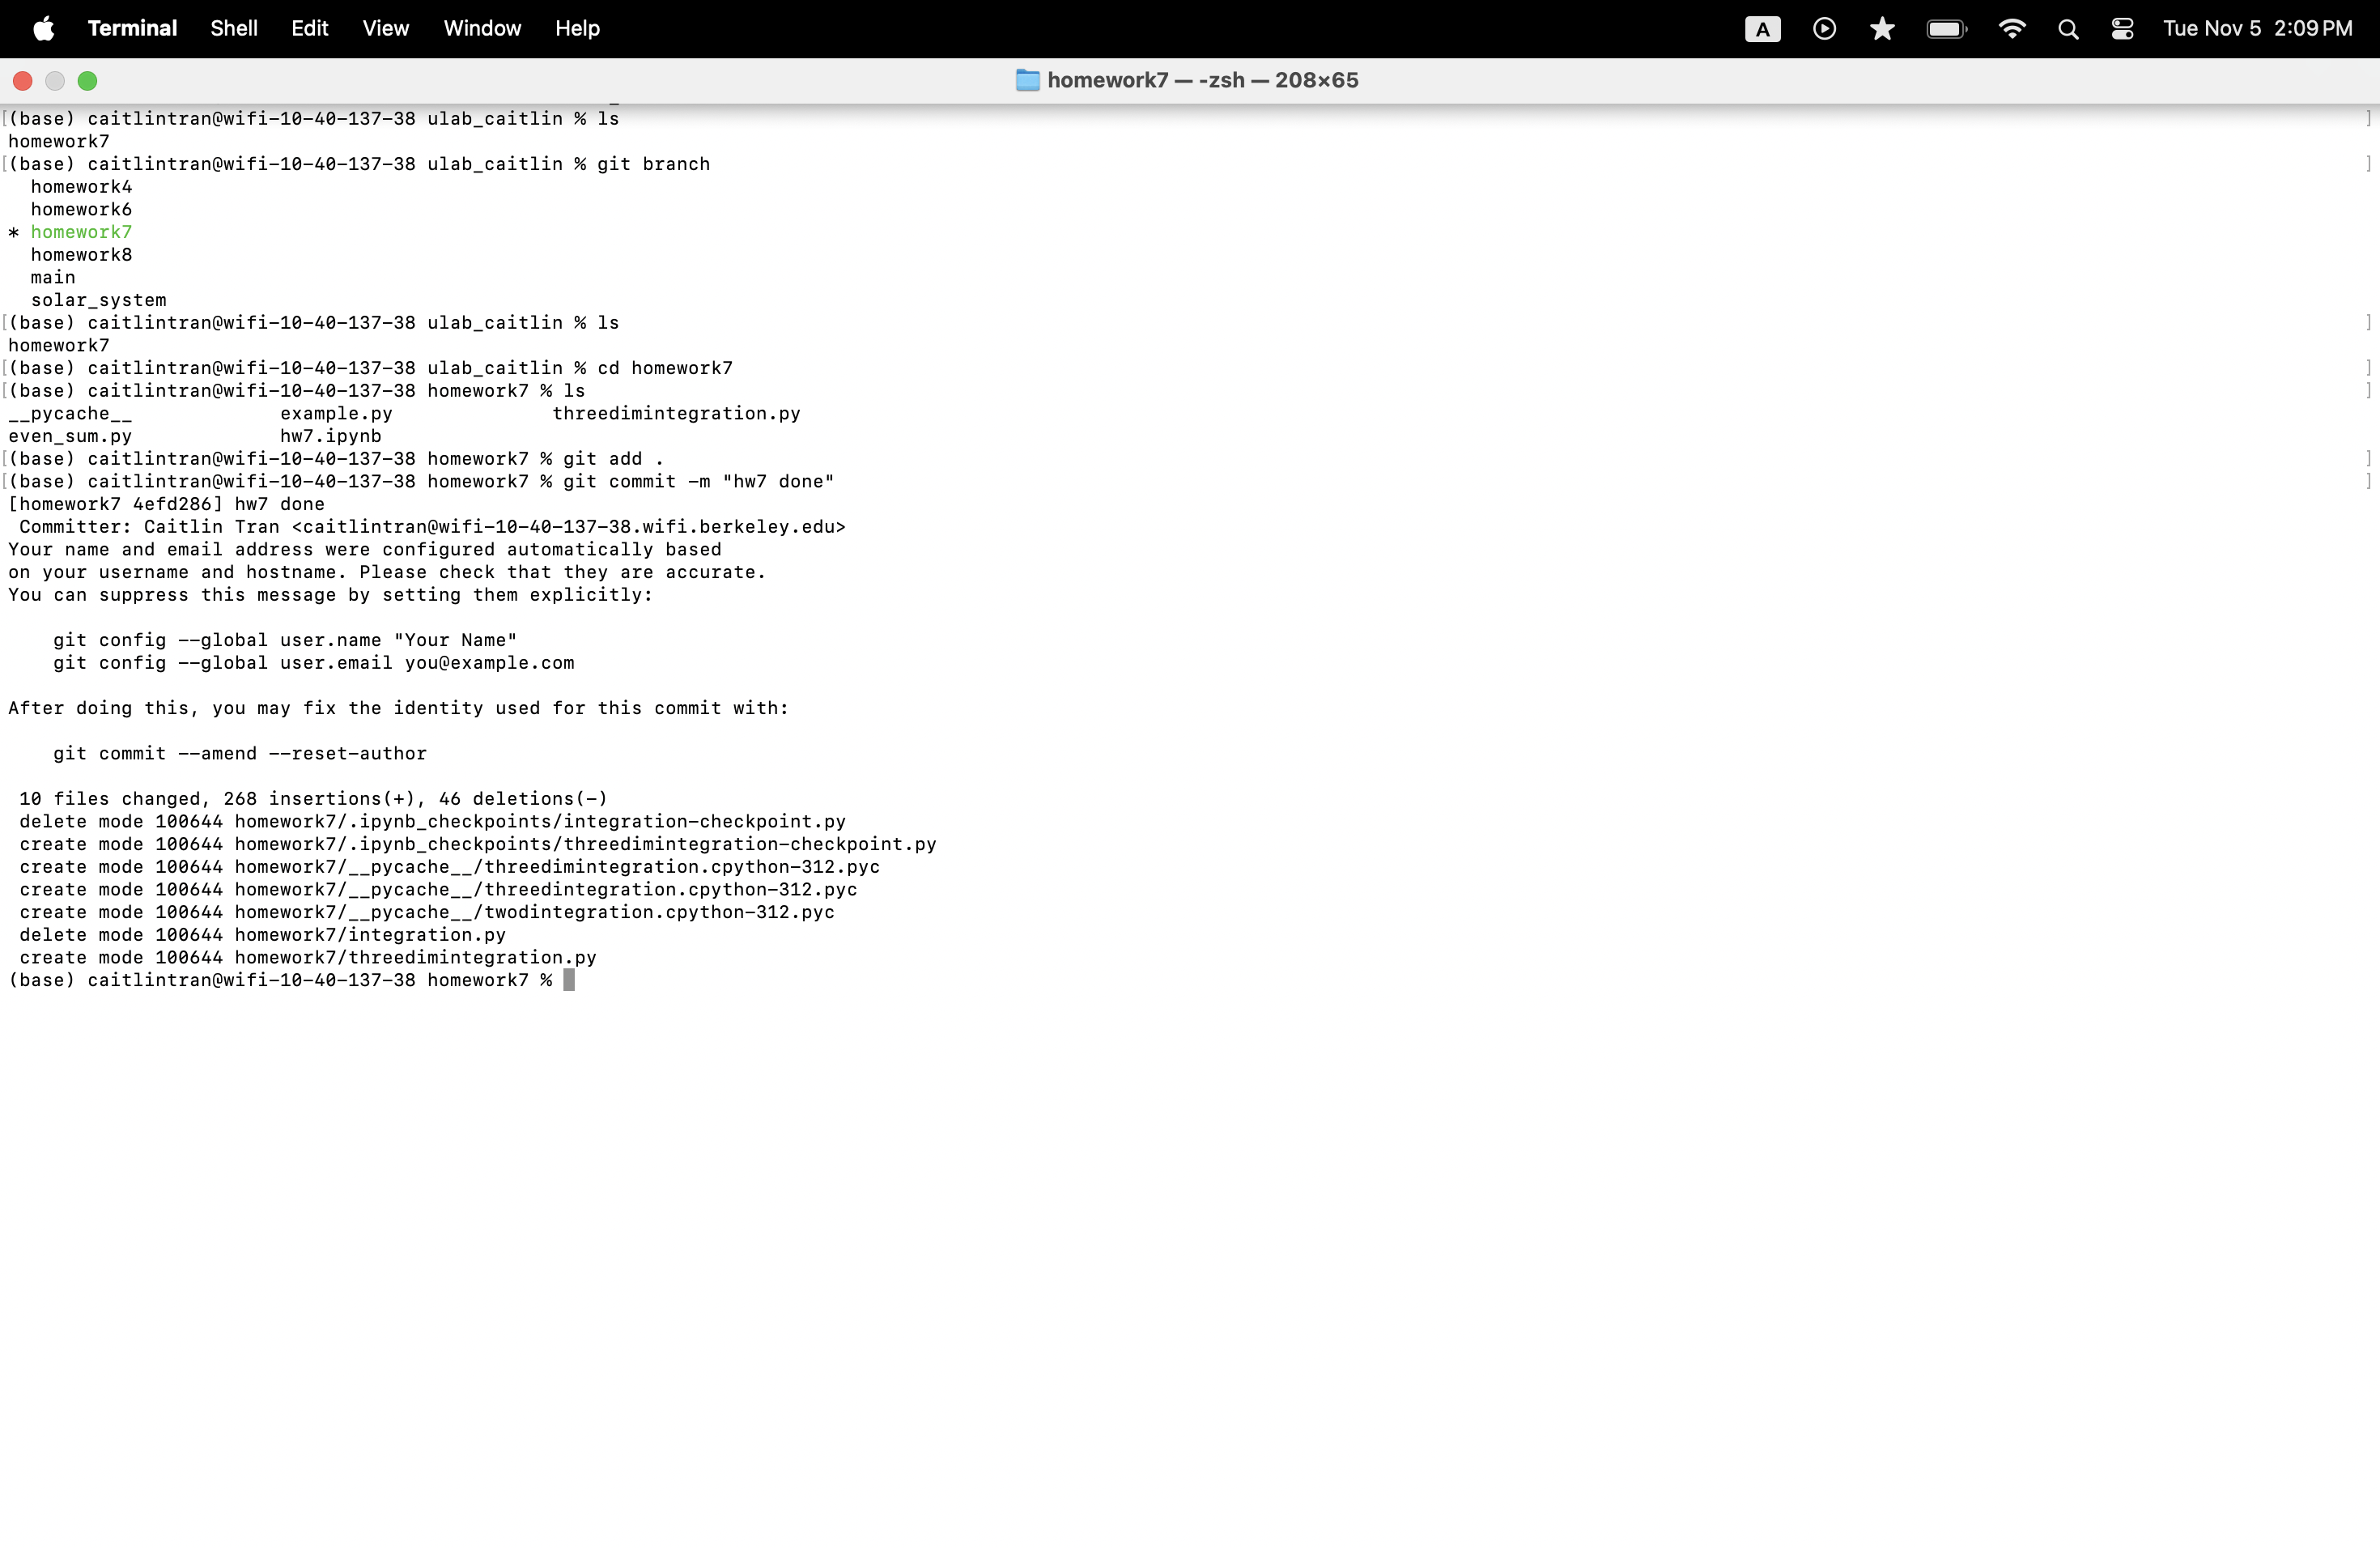 Terminal Shell Edit View Window Help A Tue Nov 5 2:09 PM
homework7 — -zsh — 208×65
[(base) caitlintran@wifi-10-40-137-38 ulab_caitlin % ls ]
homework7
[(base) caitlintran@wifi-10-40-137-38 ulab_caitlin % git branch ]
  homework4
  homework6
* homework7
  homework8
  main
  solar_system
[(base) caitlintran@wifi-10-40-137-38 ulab_caitlin % ls ]
homework7
[(base) caitlintran@wifi-10-40-137-38 ulab_caitlin % cd homework7 ]
[(base) caitlintran@wifi-10-40-137-38 homework7 % ls ]
__pycache__ example.py threedimintegration.py
even_sum.py hw7.ipynb
[(base) caitlintran@wifi-10-40-137-38 homework7 % git add . ]
[(base) caitlintran@wifi-10-40-137-38 homework7 % git commit -m "hw7 done" ]
[homework7 4efd286] hw7 done
 Committer: Caitlin Tran <caitlintran@wifi-10-40-137-38.wifi.berkeley.edu>
Your name and email address were configured automatically based
on your username and hostname. Please check that they are accurate.
You can suppress this message by setting them explicitly:

    git config --global user.name "Your Name"
    git config --global user.email you@example.com

After doing this, you may fix the identity used for this commit with:

    git commit --amend --reset-author

 10 files changed, 268 insertions(+), 46 deletions(-)
 delete mode 100644 homework7/.ipynb_checkpoints/integration-checkpoint.py
 create mode 100644 homework7/.ipynb_checkpoints/threedimintegration-checkpoint.py
 create mode 100644 homework7/__pycache__/threedimintegration.cpython-312.pyc
 create mode 100644 homework7/__pycache__/threedintegration.cpython-312.pyc
 create mode 100644 homework7/__pycache__/twodintegration.cpython-312.pyc
 delete mode 100644 homework7/integration.py
 create mode 100644 homework7/threedimintegration.py
(base) caitlintran@wifi-10-40-137-38 homework7 %